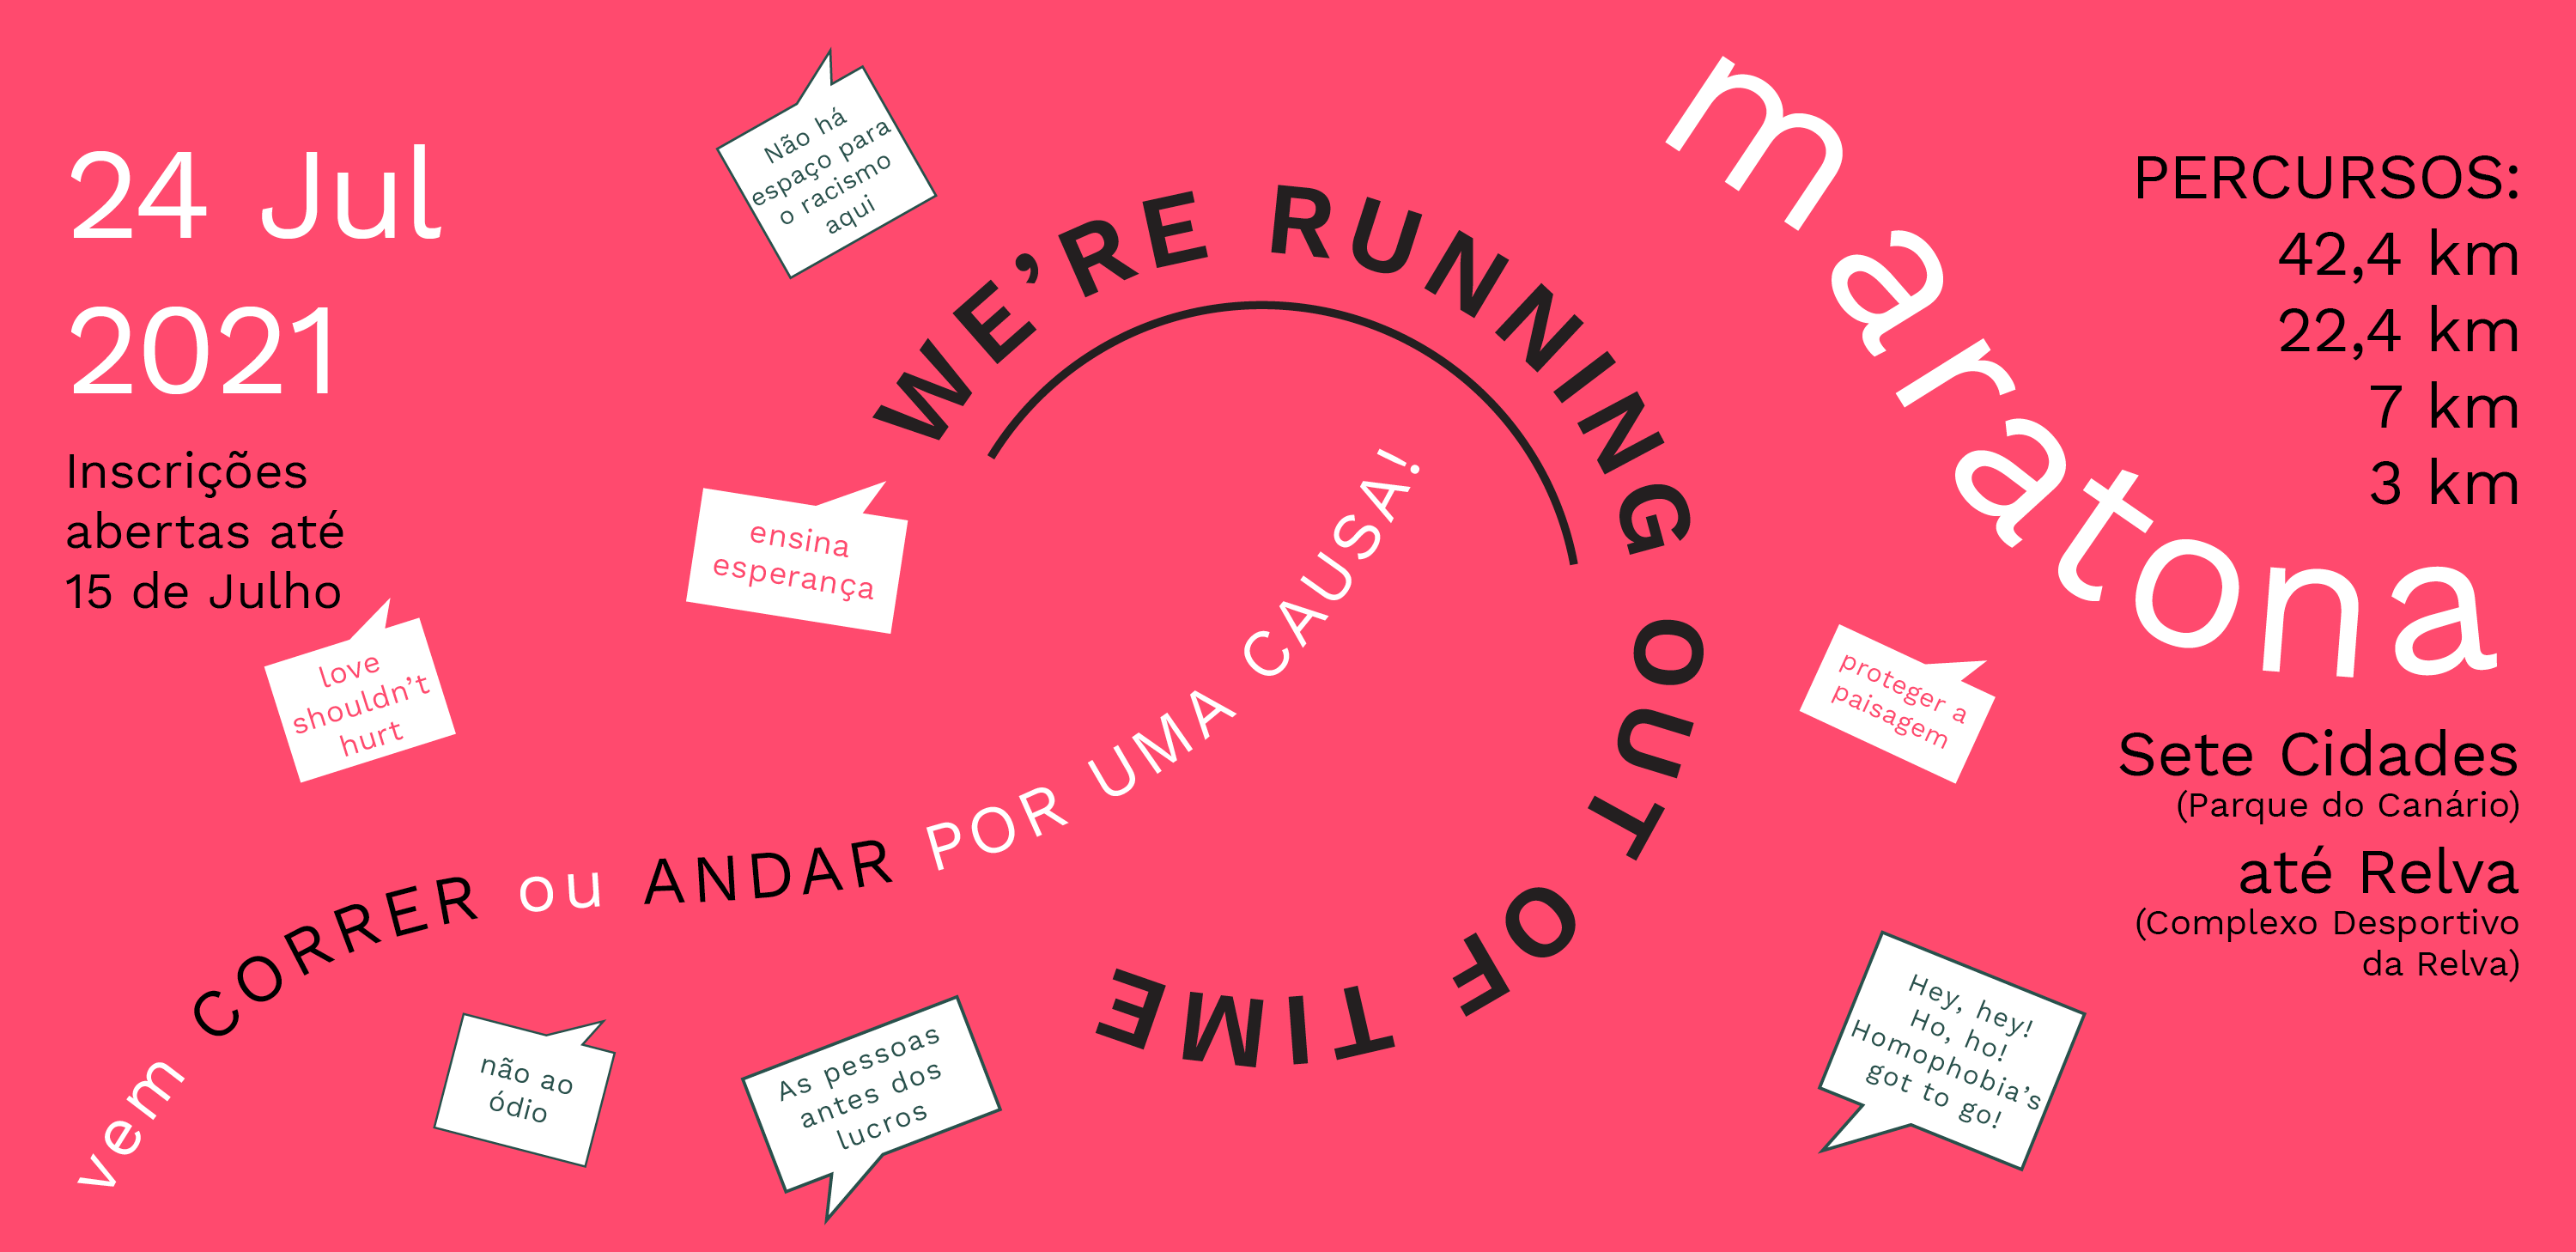 24 Jul
2021
Inscrições
abertas até
15 de Julho
Não há
espaço para
o racismo
aqui
WE’RE RUNNING OUT OF TIME
maratona
PERCURSOS:
42,4 km
22,4 km
7 km
3 km
ensina
esperança
love
shouldn’t
hurt
proteger a
paisagem
Sete Cidades
(Parque do Canário)
até Relva
(Complexo Desportivo
da Relva)
vem CORRER ou ANDAR POR UMA CAUSA!
não ao
ódio
As pessoas
antes dos
lucros
Hey, hey!
Ho, ho!
Homophobia’s
got to go!